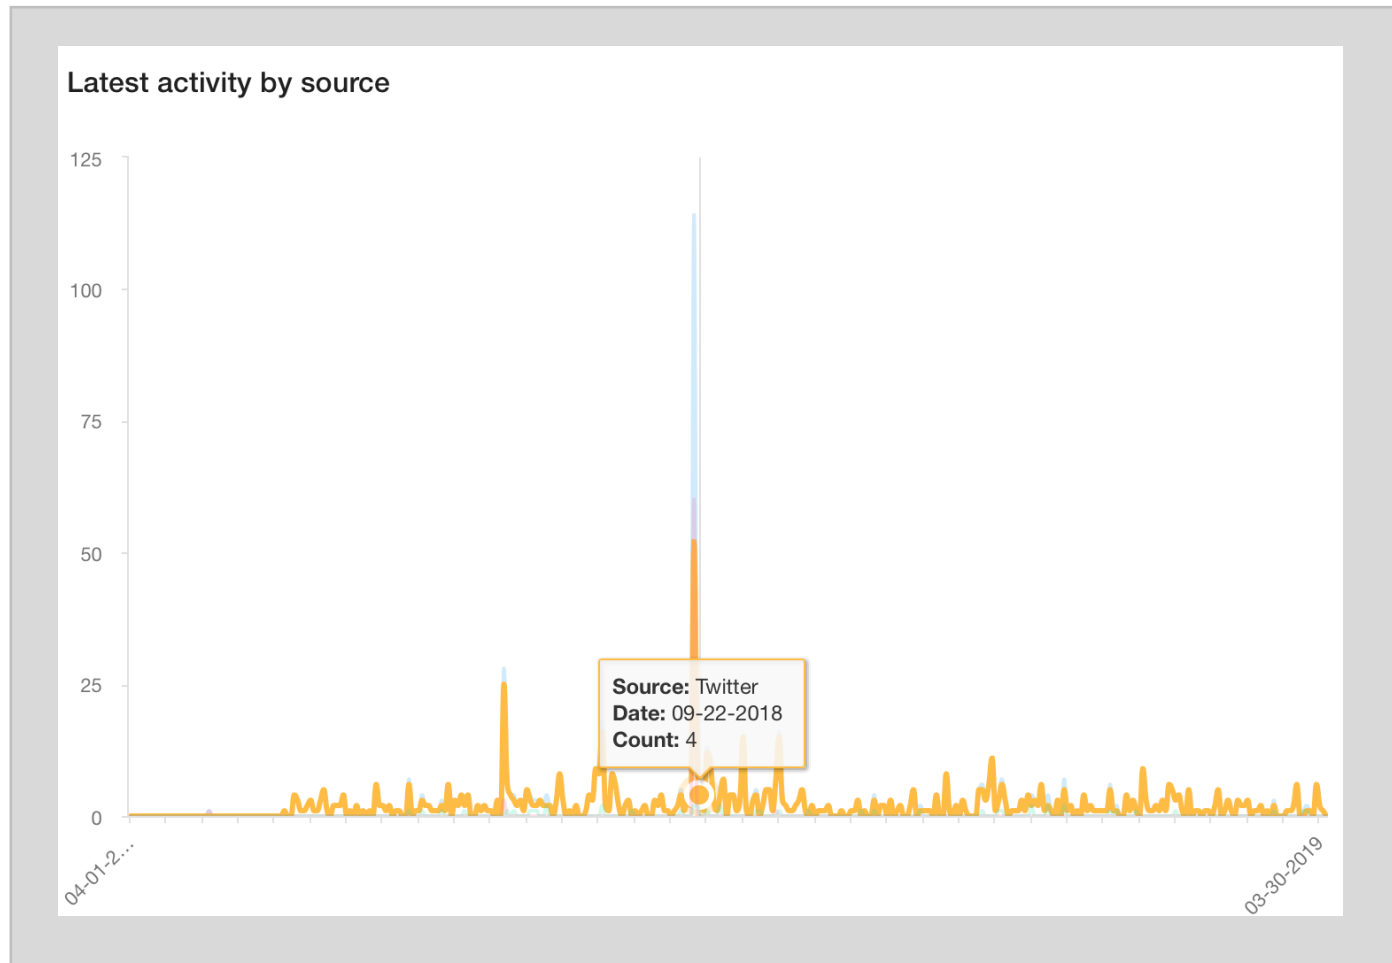 Latest activity by source
125
100
75
50
25
0
Source: Twitter
Date: 09-22-2018
Count: 4
04-01-2...
03-30-2019